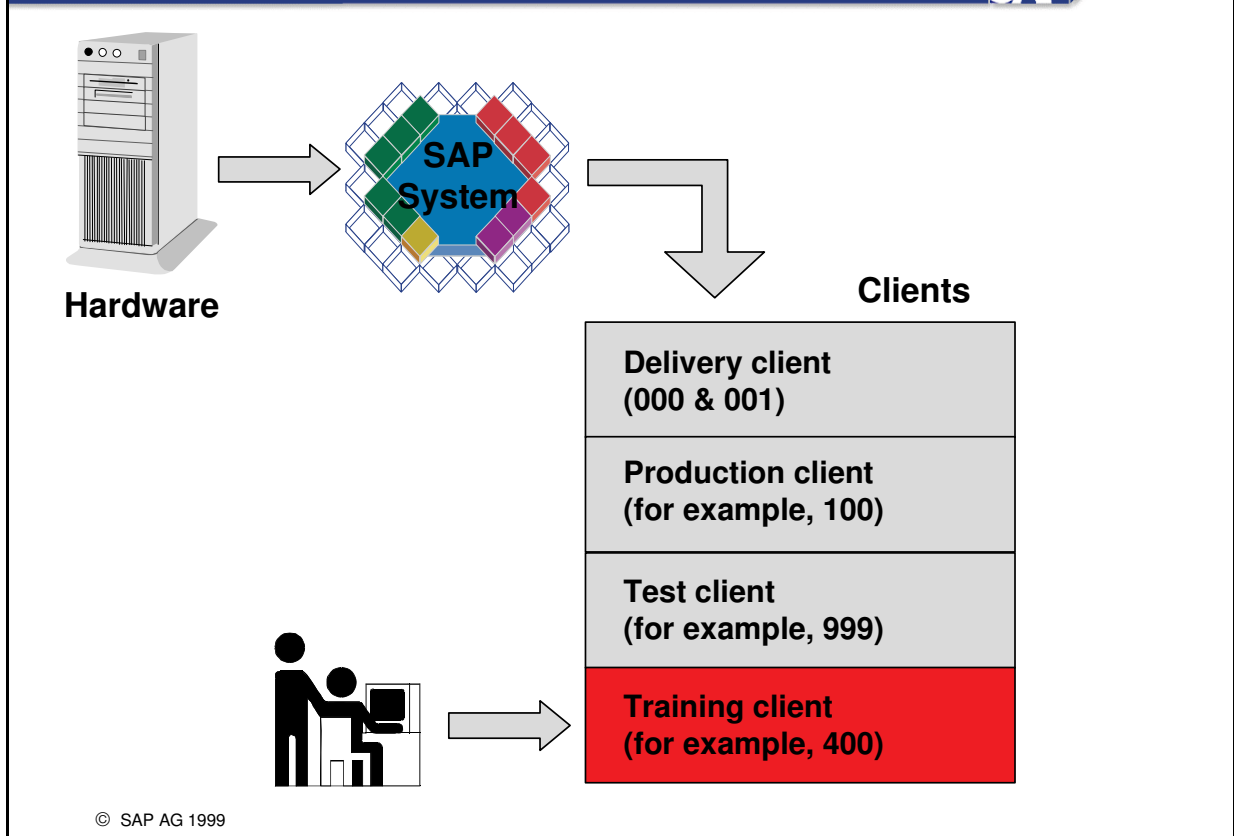 SAP
System
Hardware
Clients
Delivery client
(000 & 001)
Production client
(for example, 100)
Test client
(for example, 999)
Training client
(for example, 400)
© SAP AG 1999